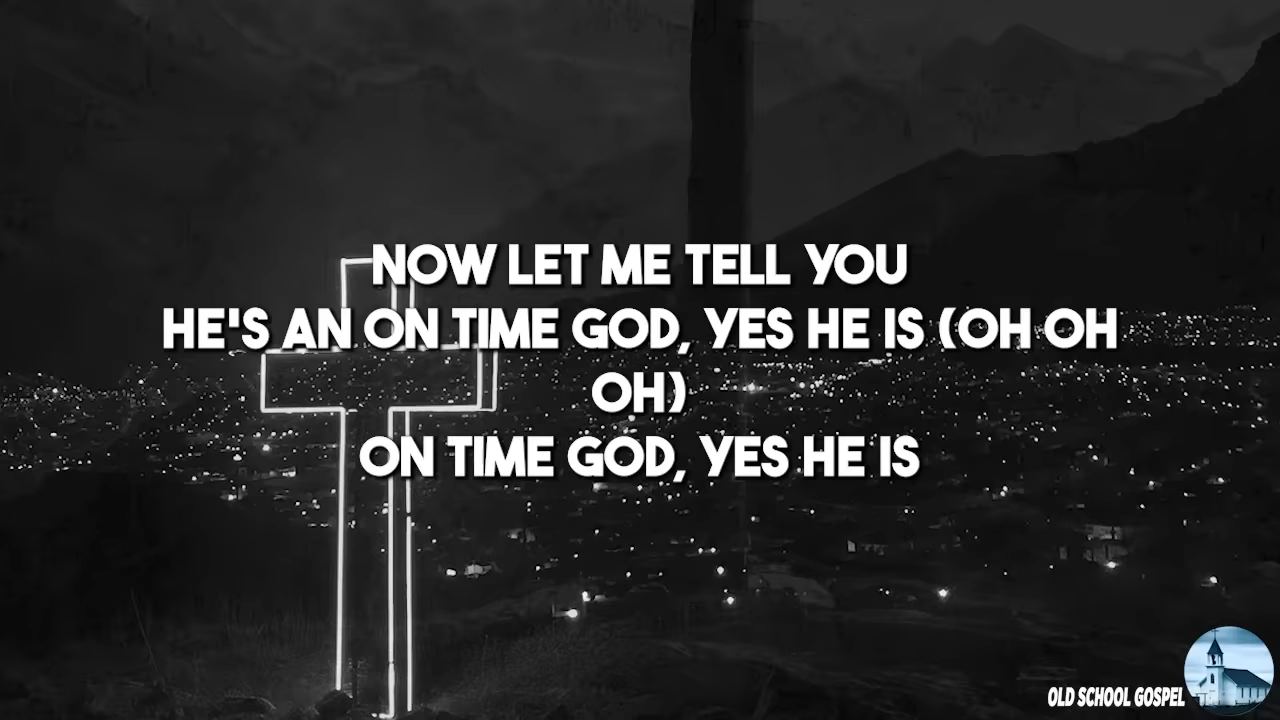 NOW LET ME TELL YOU
HE'S AN ON TIME GOD, YES HE IS (OH OH
OH)
ON TIME GOD, YES HE IS
OLD SCHOOL GOSPEL